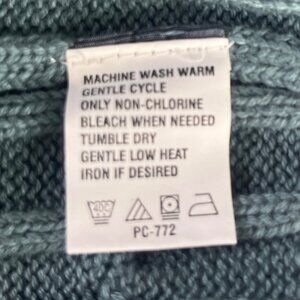 MACHINE WASH WARM
GENTLE CYCLE
ONLY NON-CHLORINE
BLEACH WHEN NEEDED
TUMBLE DRY
GENTLE LOW HEAT
IRON IF DESIRED
40C
PC-772